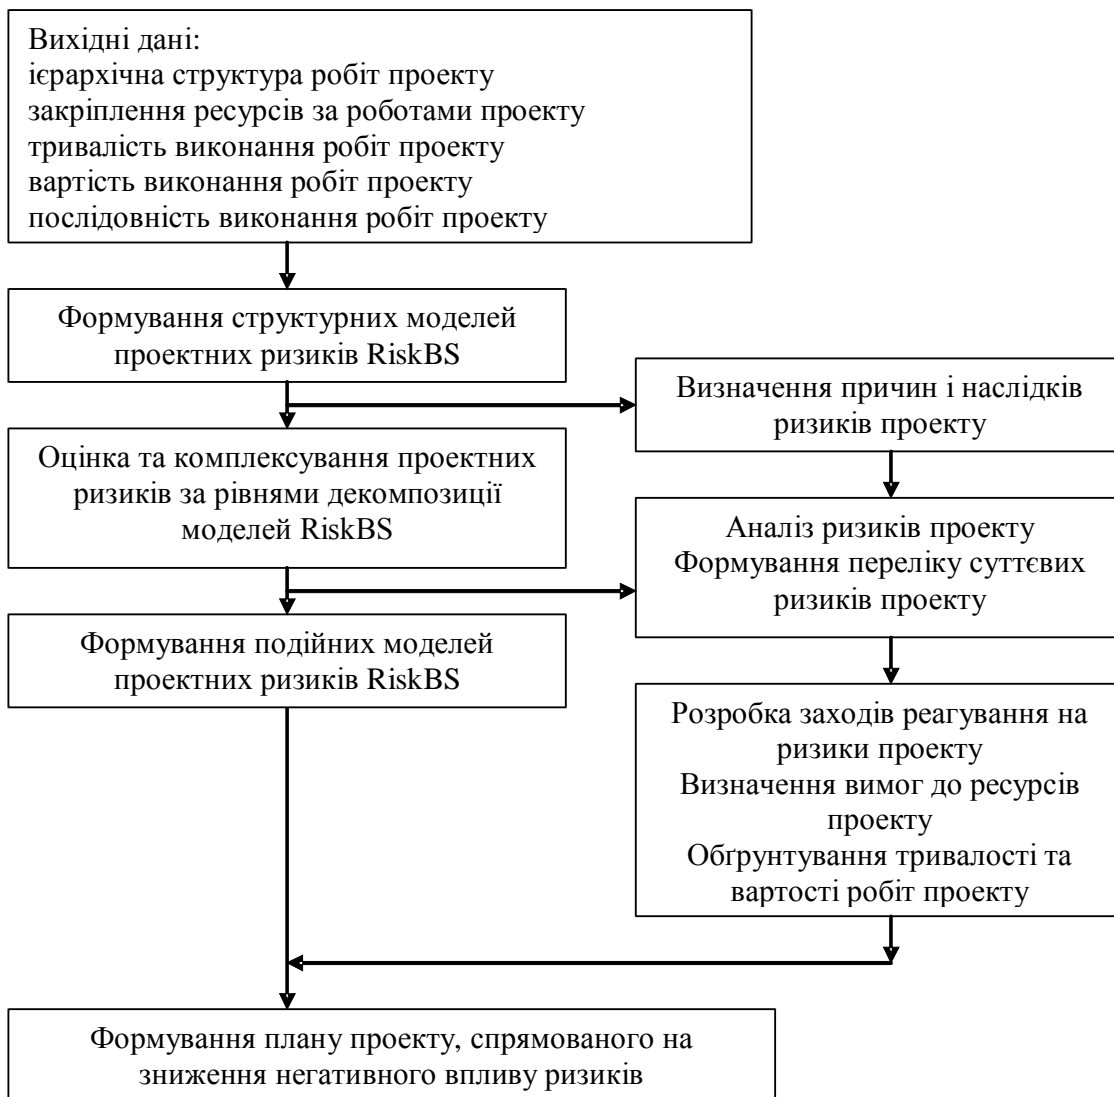 Вихідні дані:
ієрархічна структура робіт проекту
закріплення ресурсів за роботами проекту
тривалість виконання робіт проекту
вартість виконання робіт проекту
послідовність виконання робіт проекту
Формування структурних моделей
проектних ризиків RiskBS
Визначення причин і наслідків
ризиків проекту
Оцінка та комплексування проектних
ризиків за рівнями декомпозиції
моделей RiskBS
Аналіз ризиків проекту
Формування переліку суттєвих
ризиків проекту
Формування подійних моделей
проектних ризиків RiskBS
Розробка заходів реагування на
ризики проекту
Визначення вимог до ресурсів
проекту
Обґрунтування тривалості та
вартості робіт проекту
Формування плану проекту, спрямованого на
зниження негативного впливу ризиків